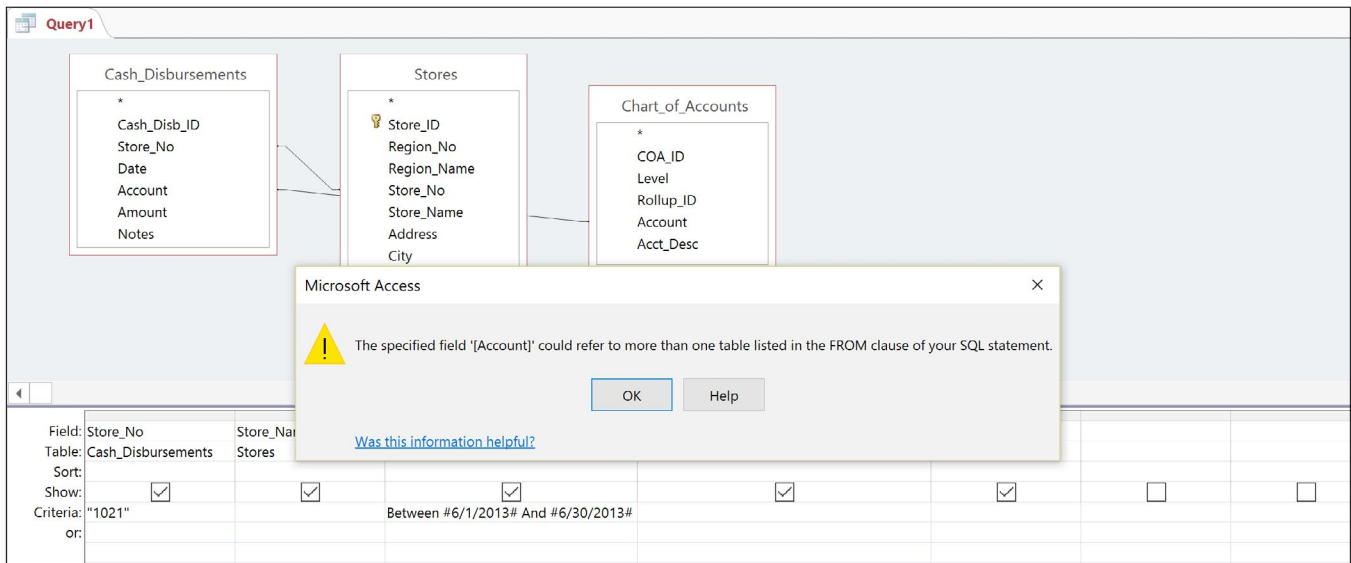 Query1
Cash_Disbursements
*
Cash_Disb_ID
Store_No
Date
Account
Amount
Notes
Stores
*
Store_ID
Region_No
Region_Name
Store_No
Store_Name
Address
City
Chart_of_Accounts
*
COA_ID
Level
Rollup_ID
Account
Acct_Desc
Microsoft Access
The specified field '[Account]' could refer to more than one table listed in the FROM clause of your SQL statement.
OK Help
Was this information helpful?
Field: Store_No
Table: Cash_Disbursements Stores
Sort:
Show:
Criteria: "1021" Between #6/1/2013# And #6/30/2013#
or: